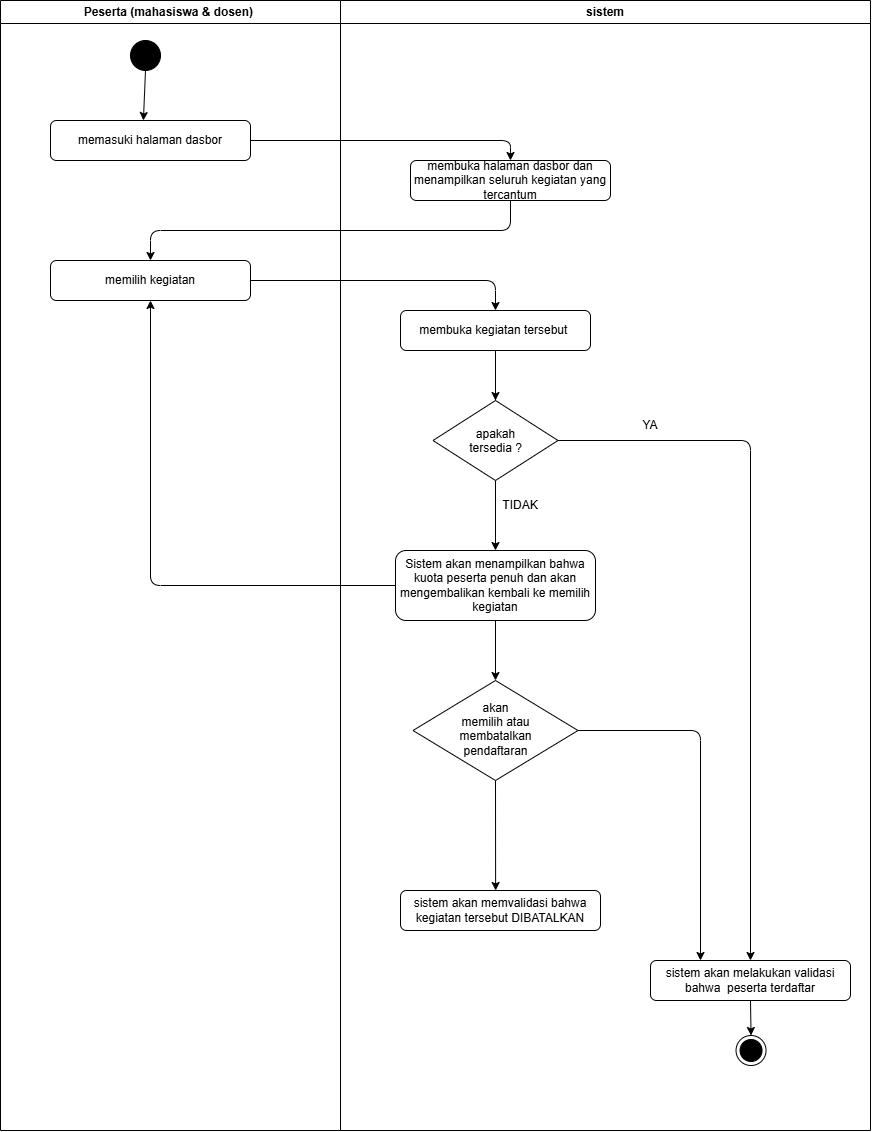 Peserta (mahasiswa & dosen)
sistem
memasuki halaman dasbor
membuka halaman dasbor dan
menampilkan seluruh kegiatan yang
tercantum
memilih kegiatan
membuka kegiatan tersebut
apakah
tersedia ?
YA
TIDAK
Sistem akan menampilkan bahwa
kuota peserta penuh dan akan
mengembalikan kembali ke memilih
kegiatan
akan
memilih atau
membatalkan
pendaftaran
sistem akan memvalidasi bahwa
kegiatan tersebut DIBATALKAN
sistem akan melakukan validasi
bahwa  peserta terdaftar